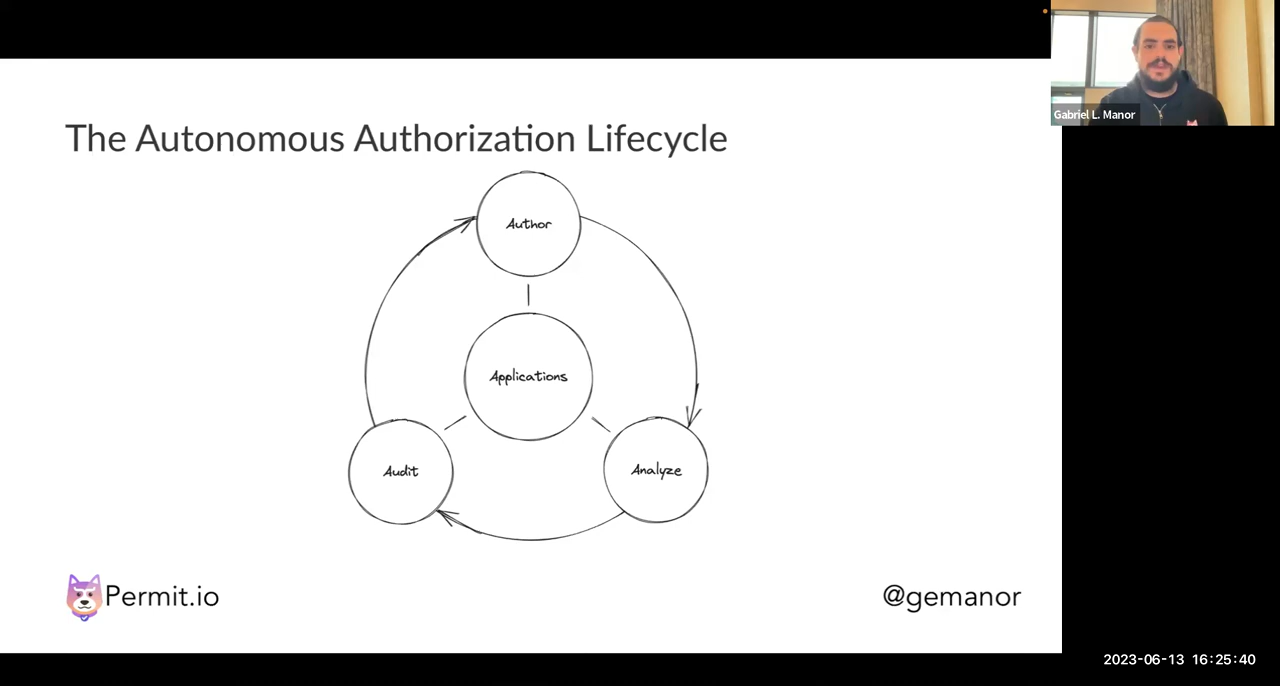 Gabriel L. Manor
The Autonomous Authorization Lifecycle
Author
Applications
Audit
Analyze
Permit.io
@gemanor
2023-06-13 16:25:40